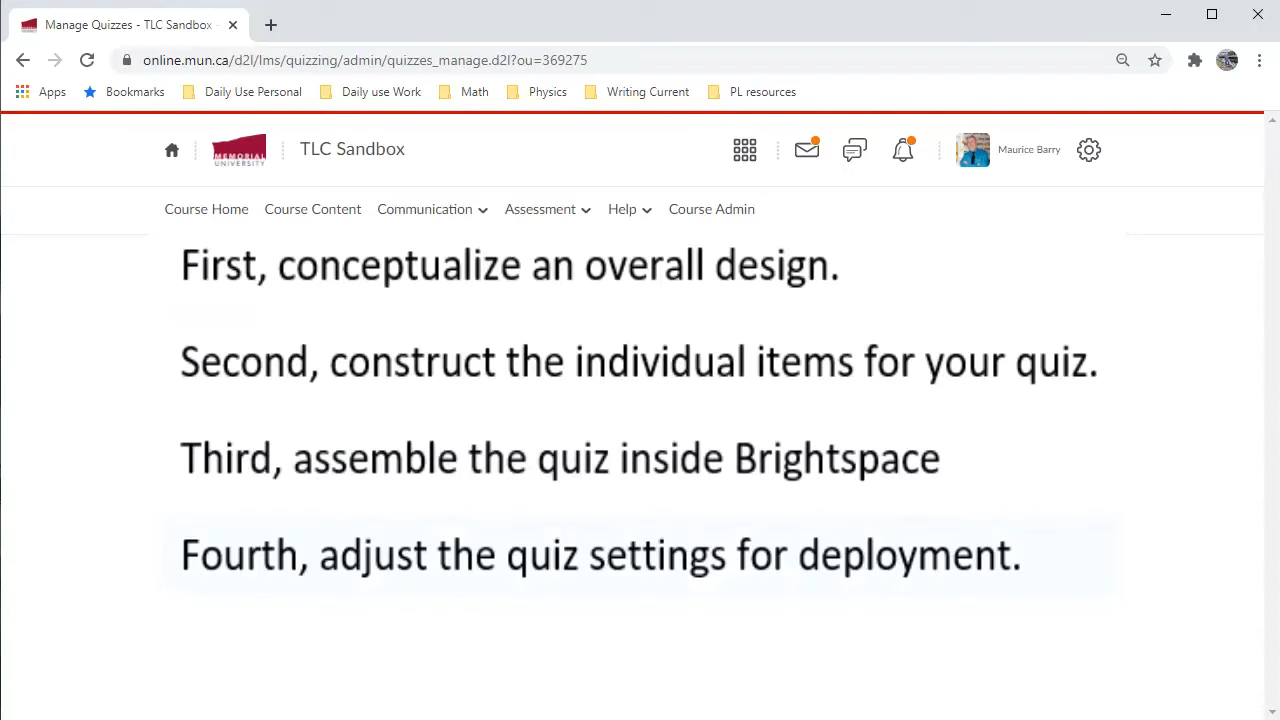 Manage Quizzes - TLC Sandbox
online.mun.ca/d2l/lms/quizzing/admin/quizzes_manage.d2l?ou=369275
Apps Bookmarks Daily Use Personal Daily use Work Math Physics Writing Current PL resources
MEMORIAL
UNIVERSITY
TLC Sandbox
Maurice Barry
Course Home Course Content Communication Assessment Help Course Admin
First, conceptualize an overall design.
Second, construct the individual items for your quiz.
Third, assemble the quiz inside Brightspace
Fourth, adjust the quiz settings for deployment.